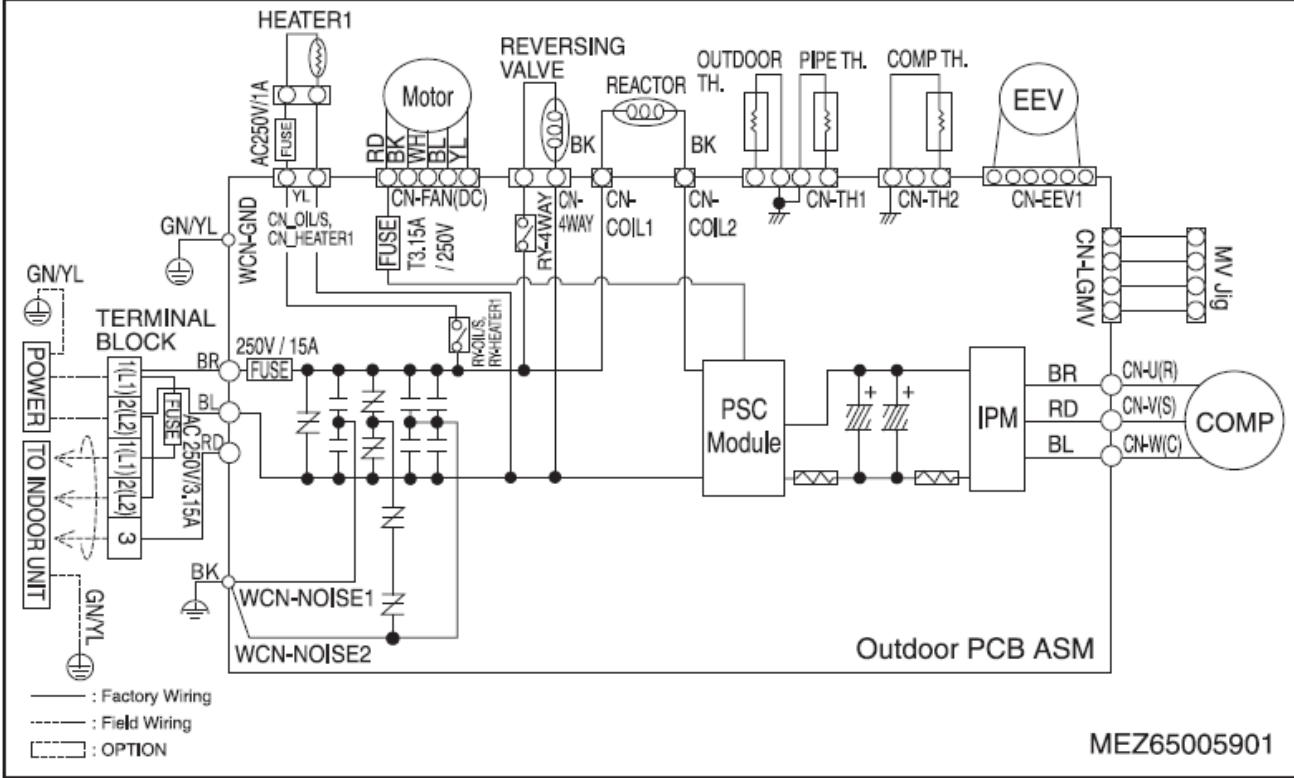 HEATER1
AC250V/1A
FUSE
Motor
RD
BK
WH
BL
YL
REVERSING
VALVE
BK
REACTOR
BK
OUTDOOR
TH.
PIPE TH.
COMP TH.
EEV
YL
CN_OIL/S,
CN_HEATER1
CN-FAN(DC)
FUSE
T3.15A
/ 250V
RY-4WAY
CN-
4WAY
CN-
COIL1
CN-
COIL2
CN-TH1
CN-TH2
CN-EEV1
GN/YL
WCN-GND
CN-LGMV
MV Jig
GN/YL
TERMINAL
BLOCK
POWER
TO INDOOR UNIT
1(L1)
2(L2)
1(L1)
2(L2)
3
FUSE
AC 250V/3.15A
BR
BL
RD
250V / 15A
FUSE
RY-OIL/S,
RY-HEATER1
PSC
Module
+
+
IPM
BR
RD
BL
CN-U(R)
CN-V(S)
CN-W(C)
COMP
BK
WCN-NOISE1
WCN-NOISE2
GN/YL
Outdoor PCB ASM
: Factory Wiring
: Field Wiring
: OPTION
MEZ65005901